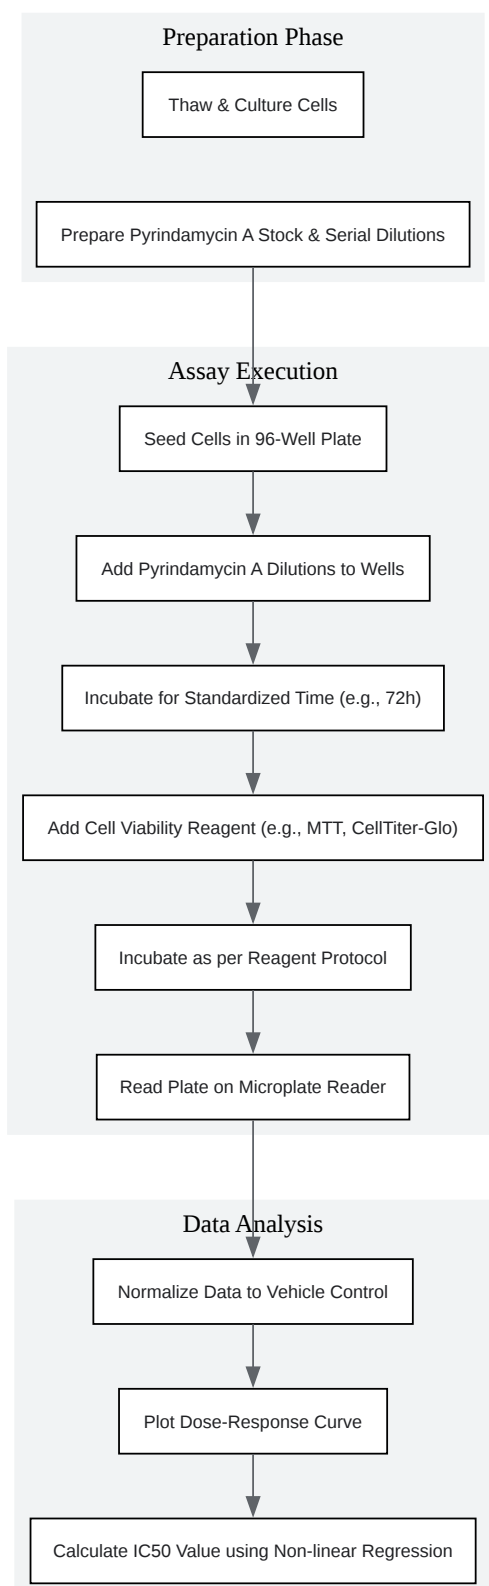 Preparation Phase
Thaw & Culture Cells
Prepare Pyrindamycin A Stock & Serial Dilutions
Assay Execution
Seed Cells in 96-Well Plate
Add Pyrindamycin A Dilutions to Wells
Incubate for Standardized Time (e.g., 72h)
Add Cell Viability Reagent (e.g., MTT, CellTiter-Glo)
Incubate as per Reagent Protocol
Read Plate on Microplate Reader
Data Analysis
Normalize Data to Vehicle Control
Plot Dose-Response Curve
Calculate IC50 Value using Non-linear Regression